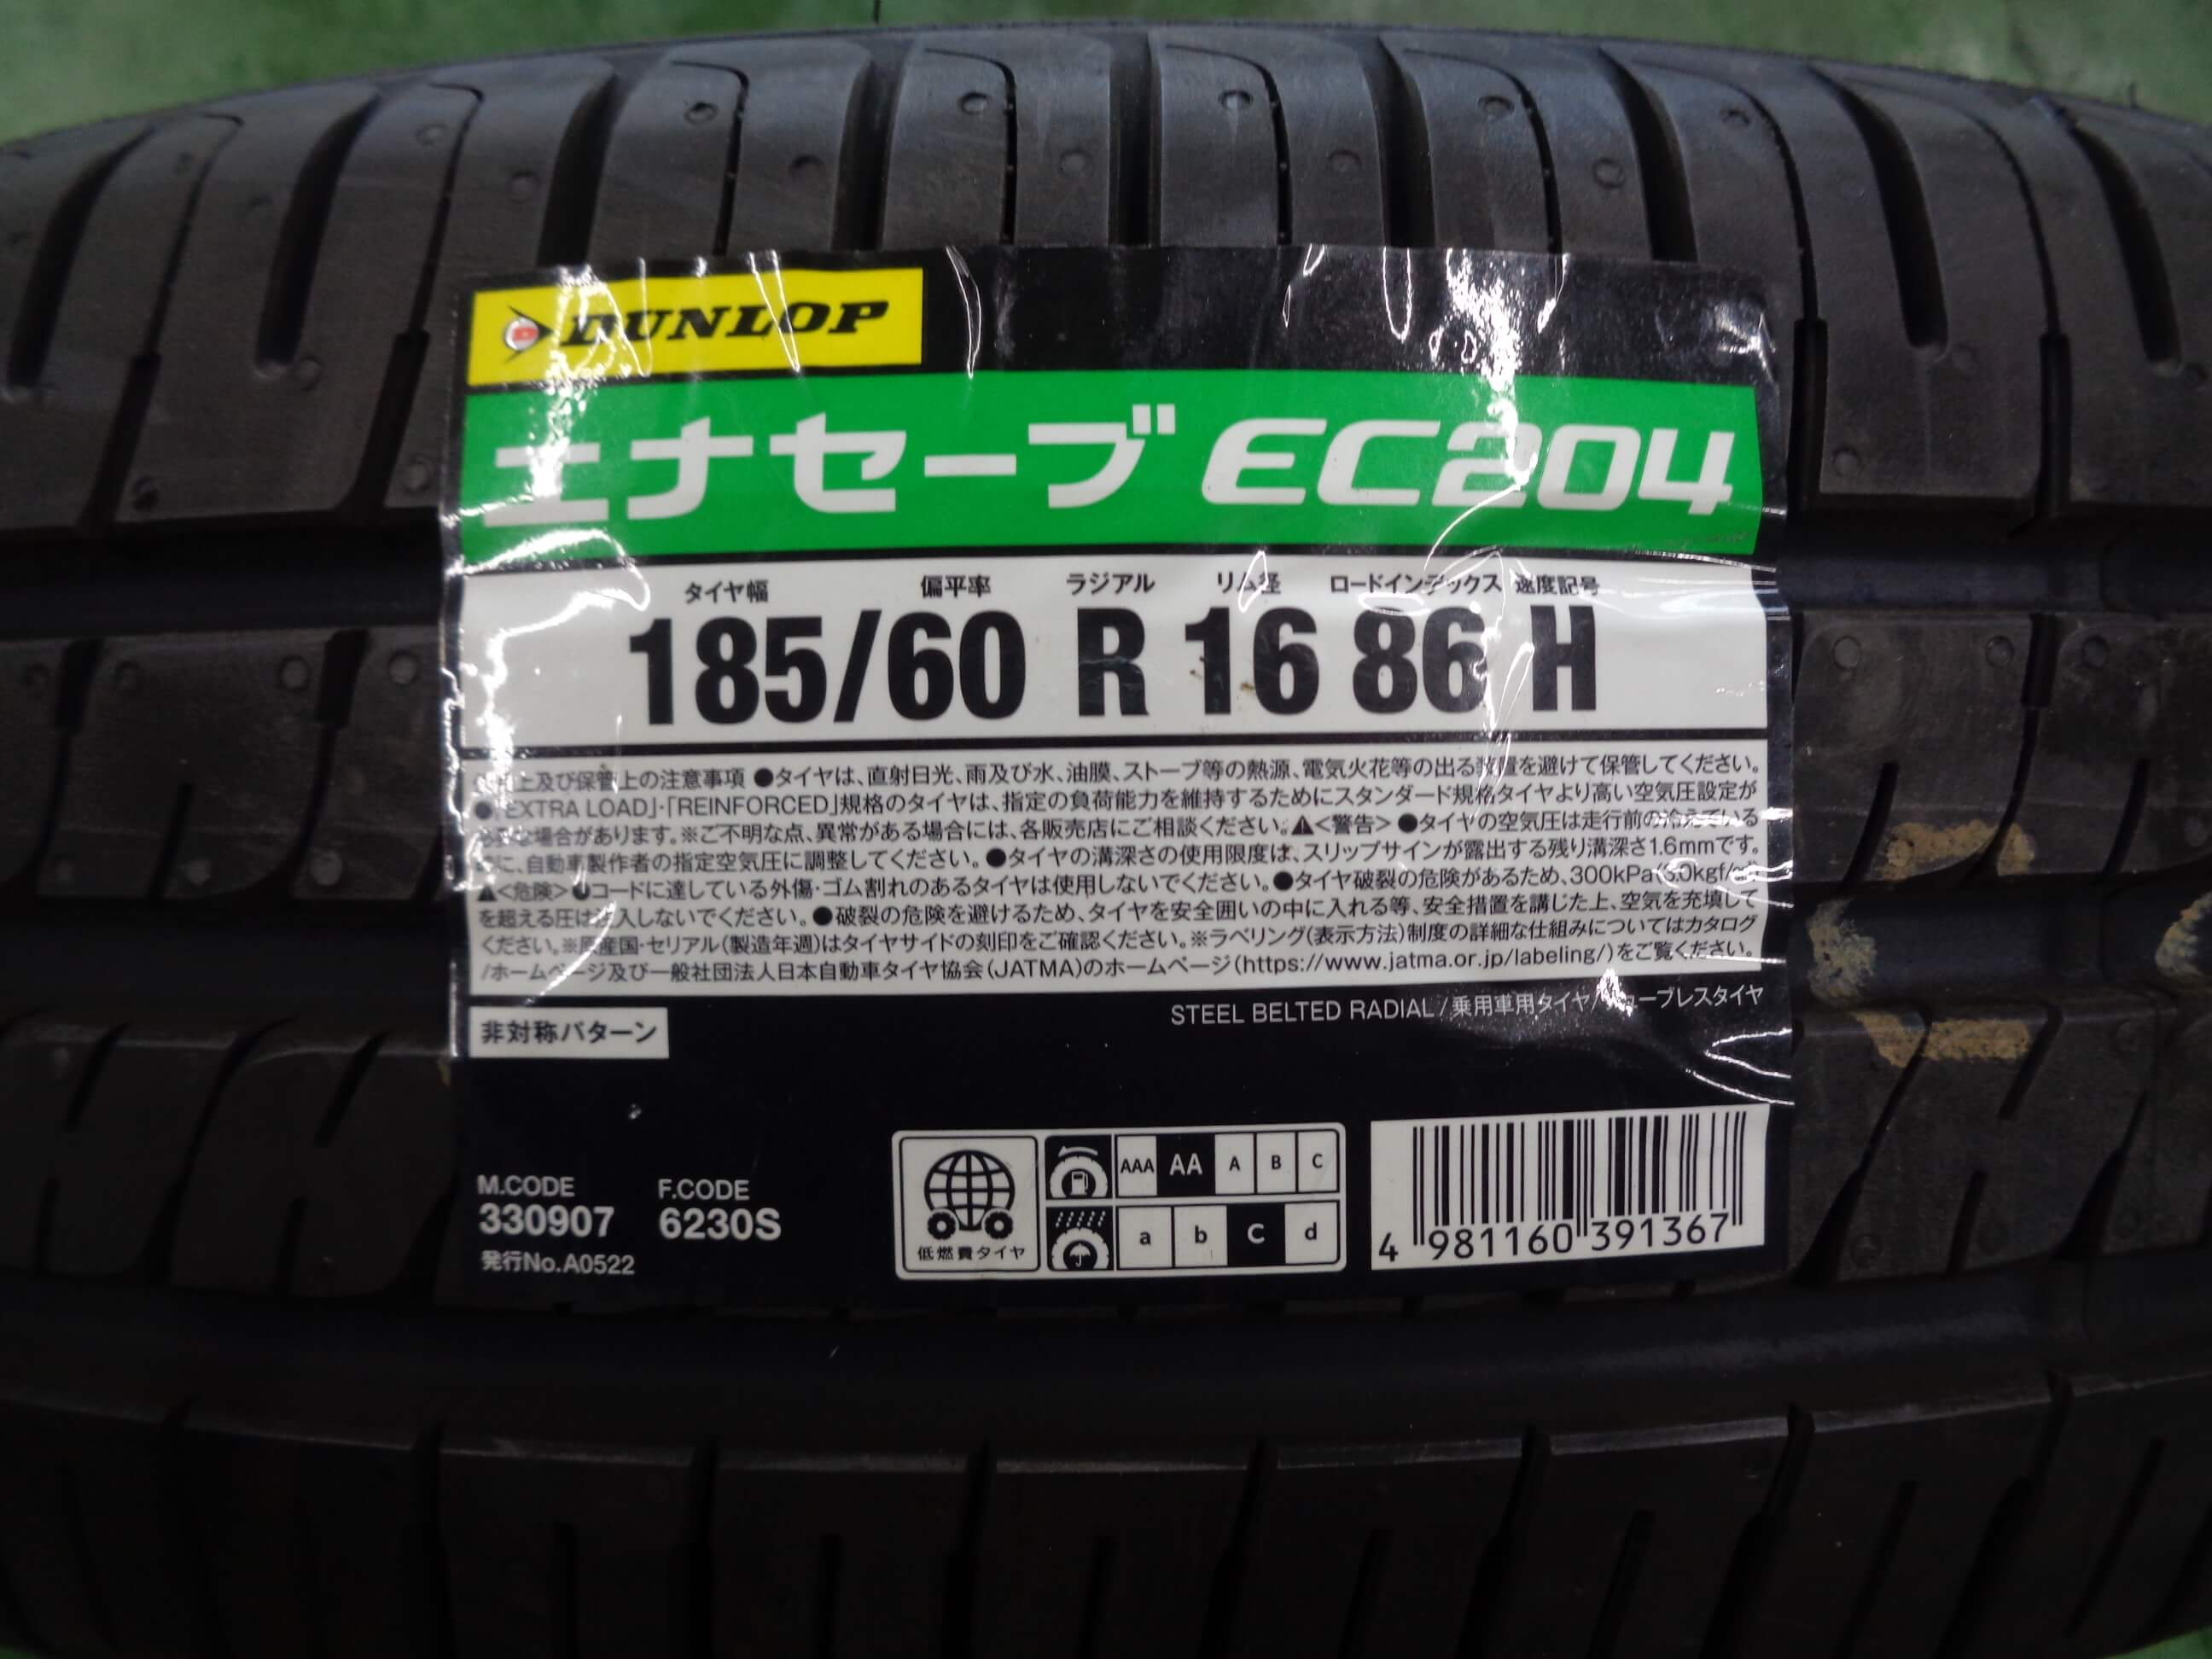 DUNLOP
エナセーブ EC204
タイヤ幅 偏平率 ラジアル リム径 ロードインデックス 速度記号
185/60 R 16 86 H
上及び保管上の注意事項 ●タイヤは、直射日光、雨及び水、油膜、ストーブ等の熱源、電気火花等の出る装置を避けて保管してください。
●「EXTRA LOAD」・「REINFORCED」規格のタイヤは、指定の負荷能力を維持するためにスタンダード規格タイヤより高い空気圧設定が
必要な場合があります。※ご不明な点、異常がある場合には、各販売店にご相談ください。⚠<警告> ●タイヤの空気圧は走行前の冷えている
に、自動車製作者の指定空気圧に調整してください。●タイヤの溝深さの使用限度は、スリップサインが露出する残り溝深さ1.6mmです。
⚠<危険>●コードに達している外傷・ゴム割れのあるタイヤは使用しないでください。●タイヤ破裂の危険があるため、300kPa(3.0kgf/㎠)
を超える圧は注入しないでください。●破裂の危険を避けるため、タイヤを安全囲いの中に入れる等、安全措置を講じた上、空気を充填して
ください。※原産国・セリアル(製造年週)はタイヤサイドの刻印をご確認ください。※ラベリング(表示方法)制度の詳細な仕組みについてはカタログ
/ホームページ及び一般社団法人日本自動車タイヤ協会(JATMA)のホームページ(https://www.jatma.or.jp/labeling/)をご覧ください。
STEEL BELTED RADIAL/乗用車用タイヤ/チューブレスタイヤ
非対称パターン
M.CODE F.CODE
330907 6230S
発行No.A0522
低燃費タイヤ
AAA AA A B C
a b c d
4 981160 391367